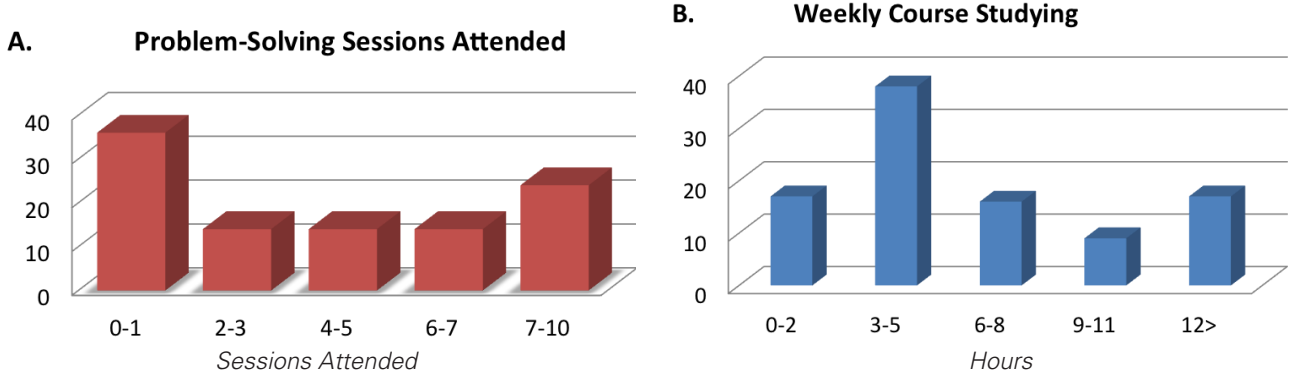 A.
Problem-Solving Sessions Attended
40
30
20
10
0
0-1 2-3 4-5 6-7 7-10
Sessions Attended
B.
Weekly Course Studying
40
30
20
10
0
0-2 3-5 6-8 9-11 12>
Hours